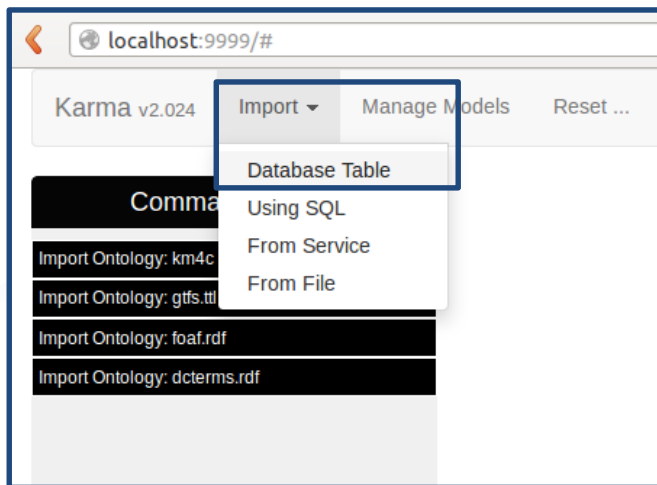 localhost:9999/#
Karma v2.024 Import Manage Models Reset ...
Database Table
Comma
Using SQL
Import Ontology: km4c
From Service
Import Ontology: gtfs.ttl
From File
Import Ontology: foaf.rdf
Import Ontology: dcterms.rdf